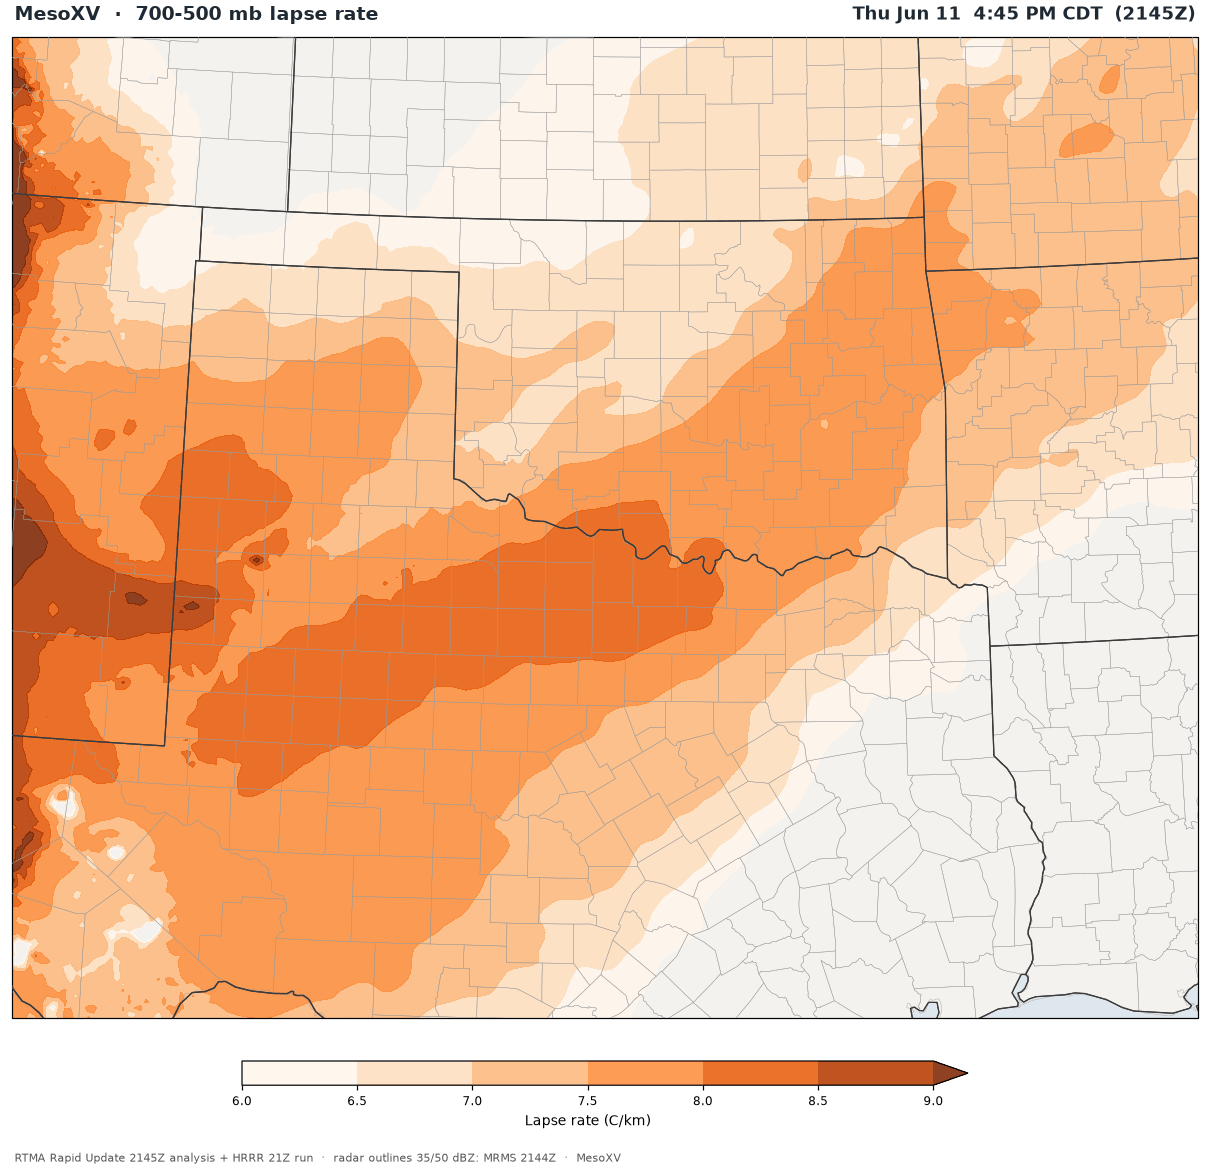 MesoXV · 700-500 mb lapse rate
Thu Jun 11 4:45 PM CDT (2145Z)
6.0 6.5 7.0 7.5 8.0 8.5 9.0
Lapse rate (C/km)
RTMA Rapid Update 2145Z analysis + HRRR 21Z run · radar outlines 35/50 dBZ: MRMS 2144Z · MesoXV